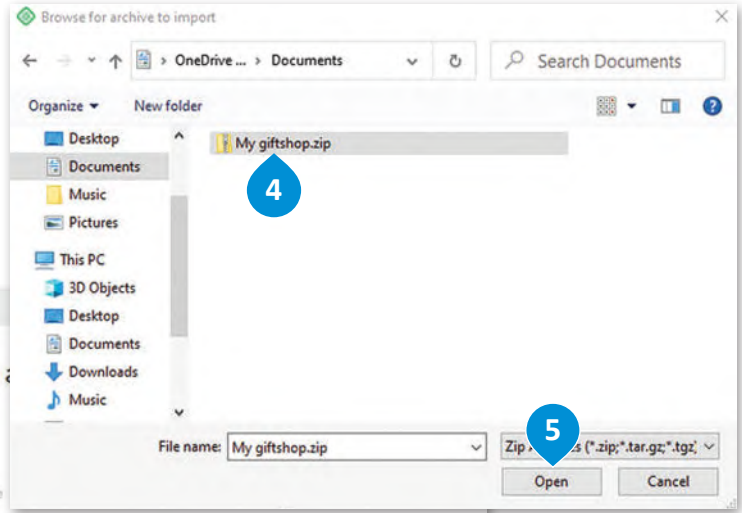 Browse for archive to import
OneDrive ... > Documents
Search Documents
Organize
New folder
Desktop
Documents
Music
Pictures
This PC
3D Objects
Desktop
Documents
Downloads
Music
My giftshop.zip
4
5
File name: My giftshop.zip
Zip (*.zip;*.tar.gz;*.tgz,
Open
Cancel